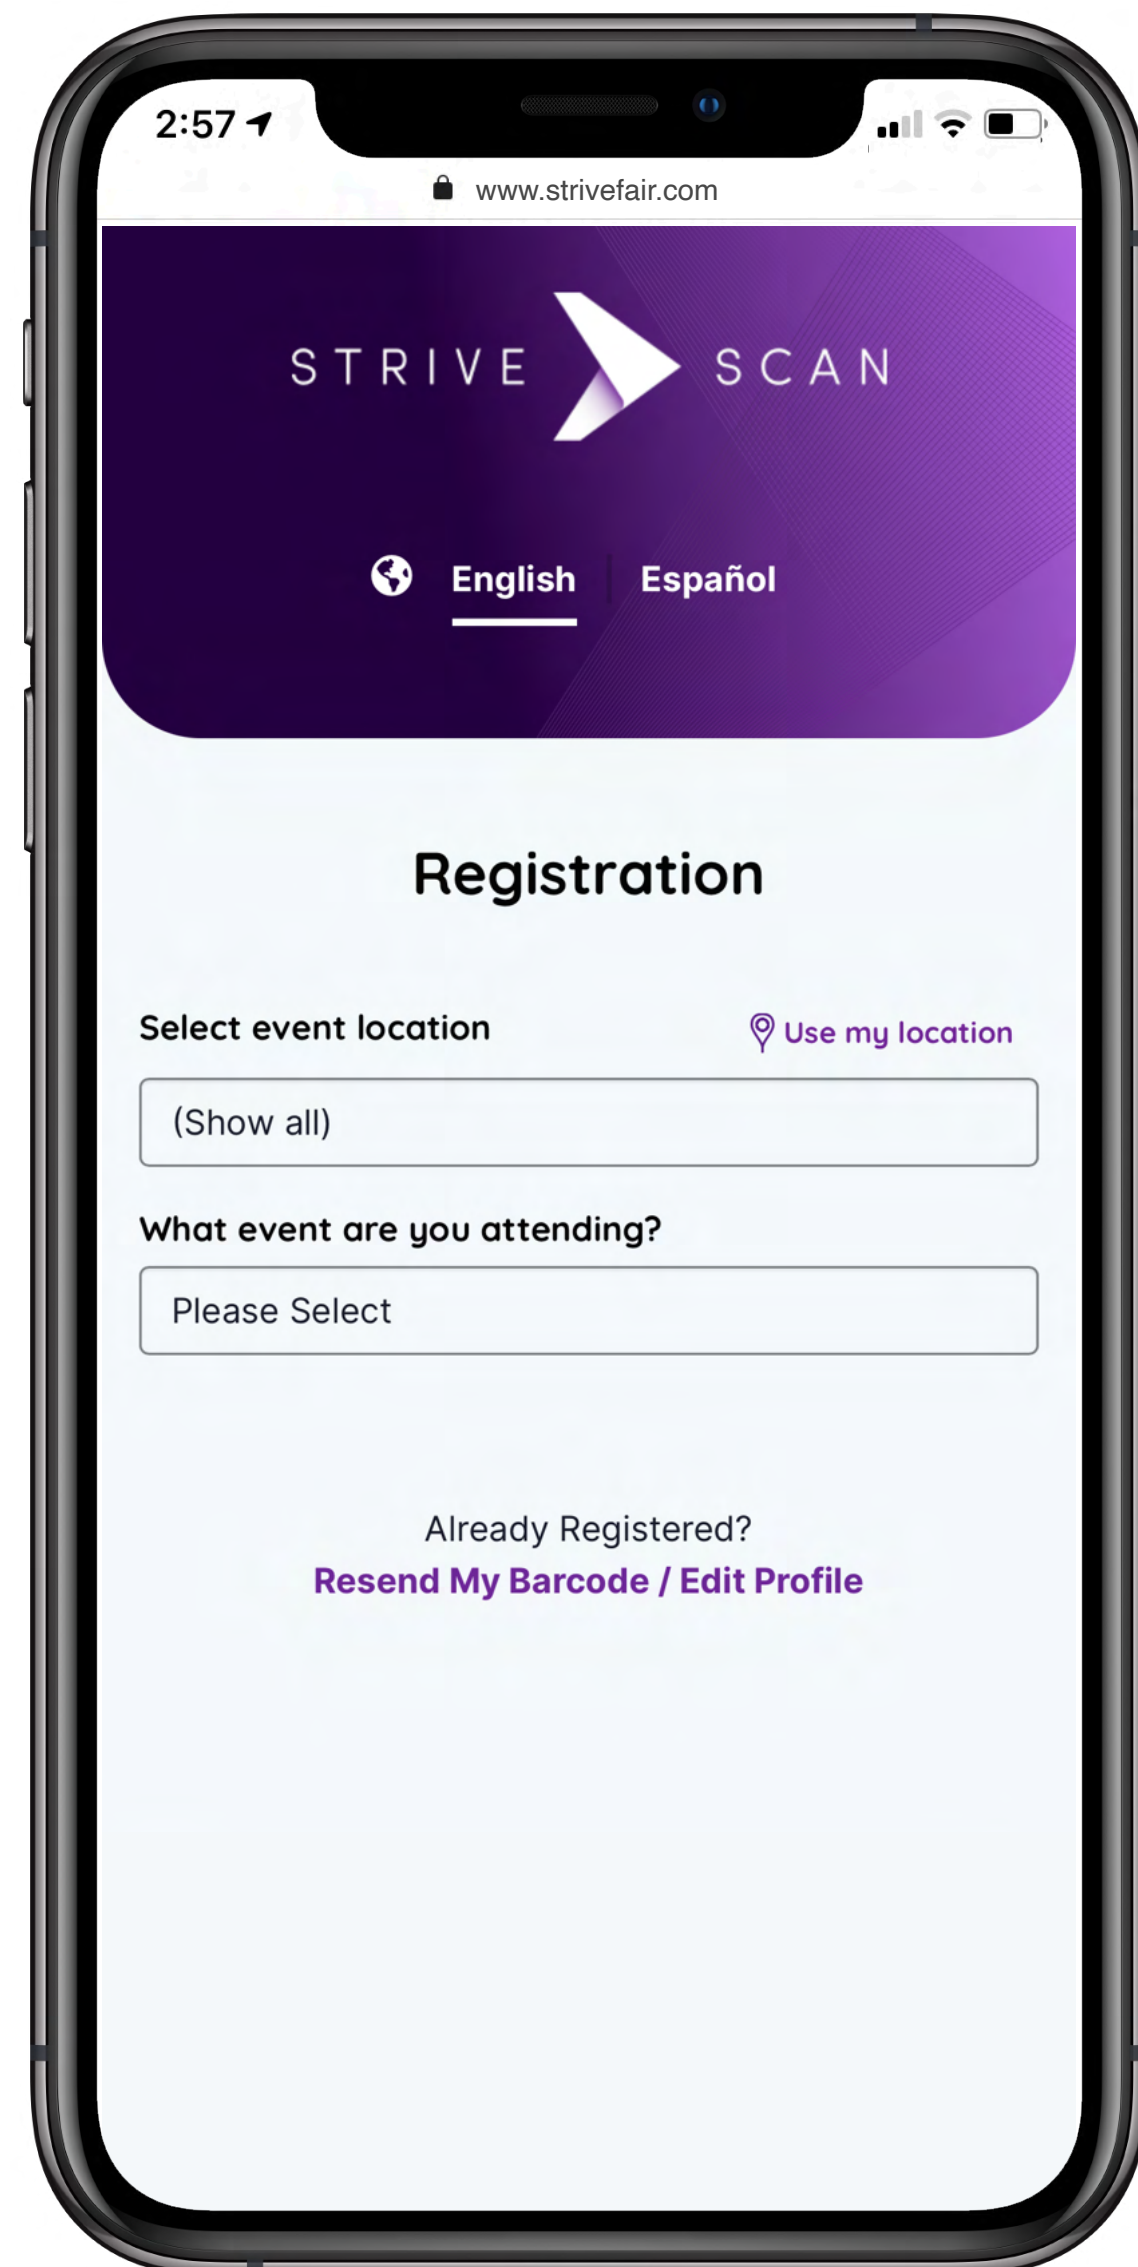 2:57
www.strivefair.com
STRIVE SCAN
English Español
Registration
Select event location Use my location
(Show all)
What event are you attending?
Please Select
Already Registered?
Resend My Barcode / Edit Profile